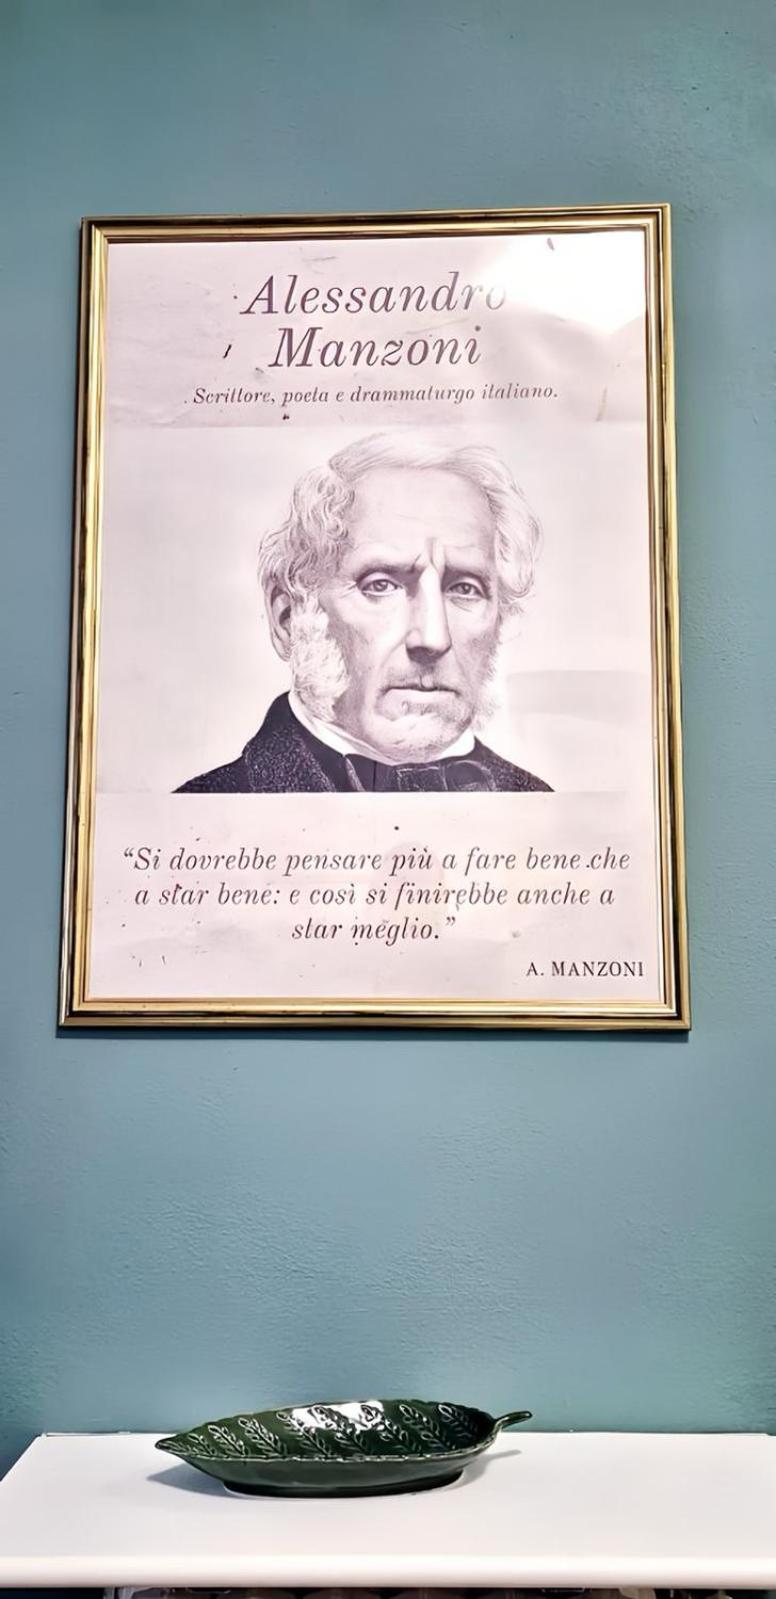 Alessandro
Manzoni
Scrittore, poeta e drammaturgo italiano.
“Si dovrebbe pensare più a fare bene che
a star bene: e così si finirebbe anche a
star meglio.”
A. MANZONI